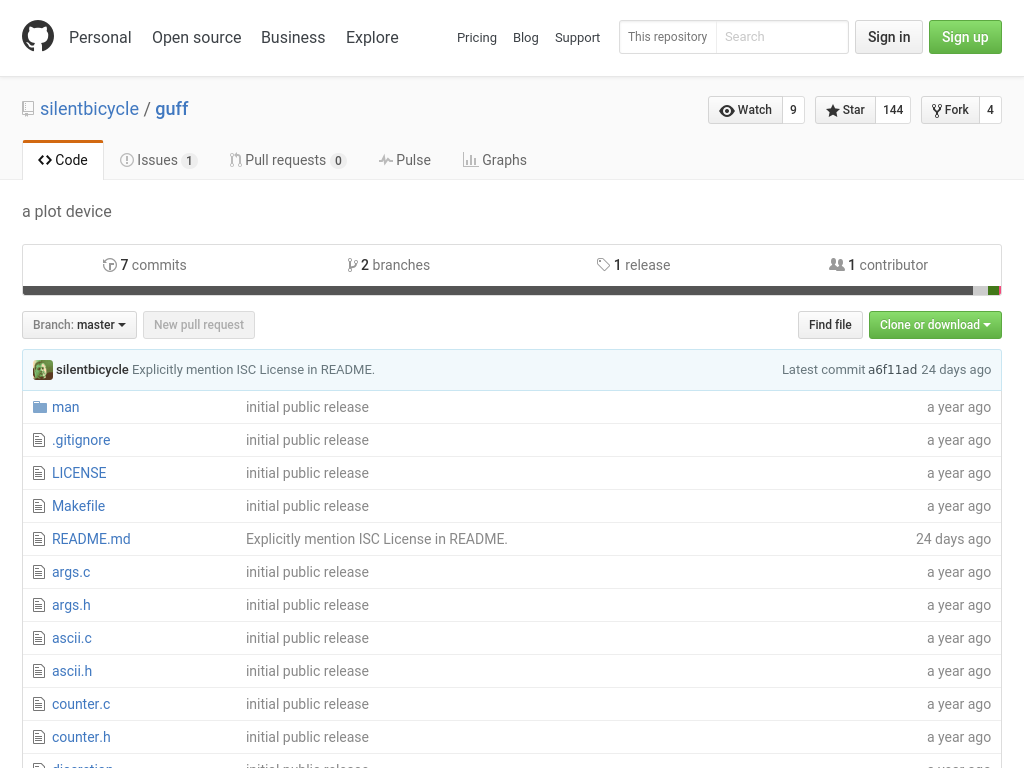 Personal Open source Business Explore Pricing Blog Support This repository Search Sign in Sign up
silentbicycle / guff Watch 9 Star 144 Fork 4
Code Issues 1 Pull requests 0 Pulse Graphs
a plot device
7 commits 2 branches 1 release 1 contributor
Branch: master New pull request Find file Clone or download
silentbicycle Explicitly mention ISC License in README. Latest commit a6f11ad 24 days ago
man initial public release a year ago
.gitignore initial public release a year ago
LICENSE initial public release a year ago
Makefile initial public release a year ago
README.md Explicitly mention ISC License in README. 24 days ago
args.c initial public release a year ago
args.h initial public release a year ago
ascii.c initial public release a year ago
ascii.h initial public release a year ago
counter.c initial public release a year ago
counter.h initial public release a year ago